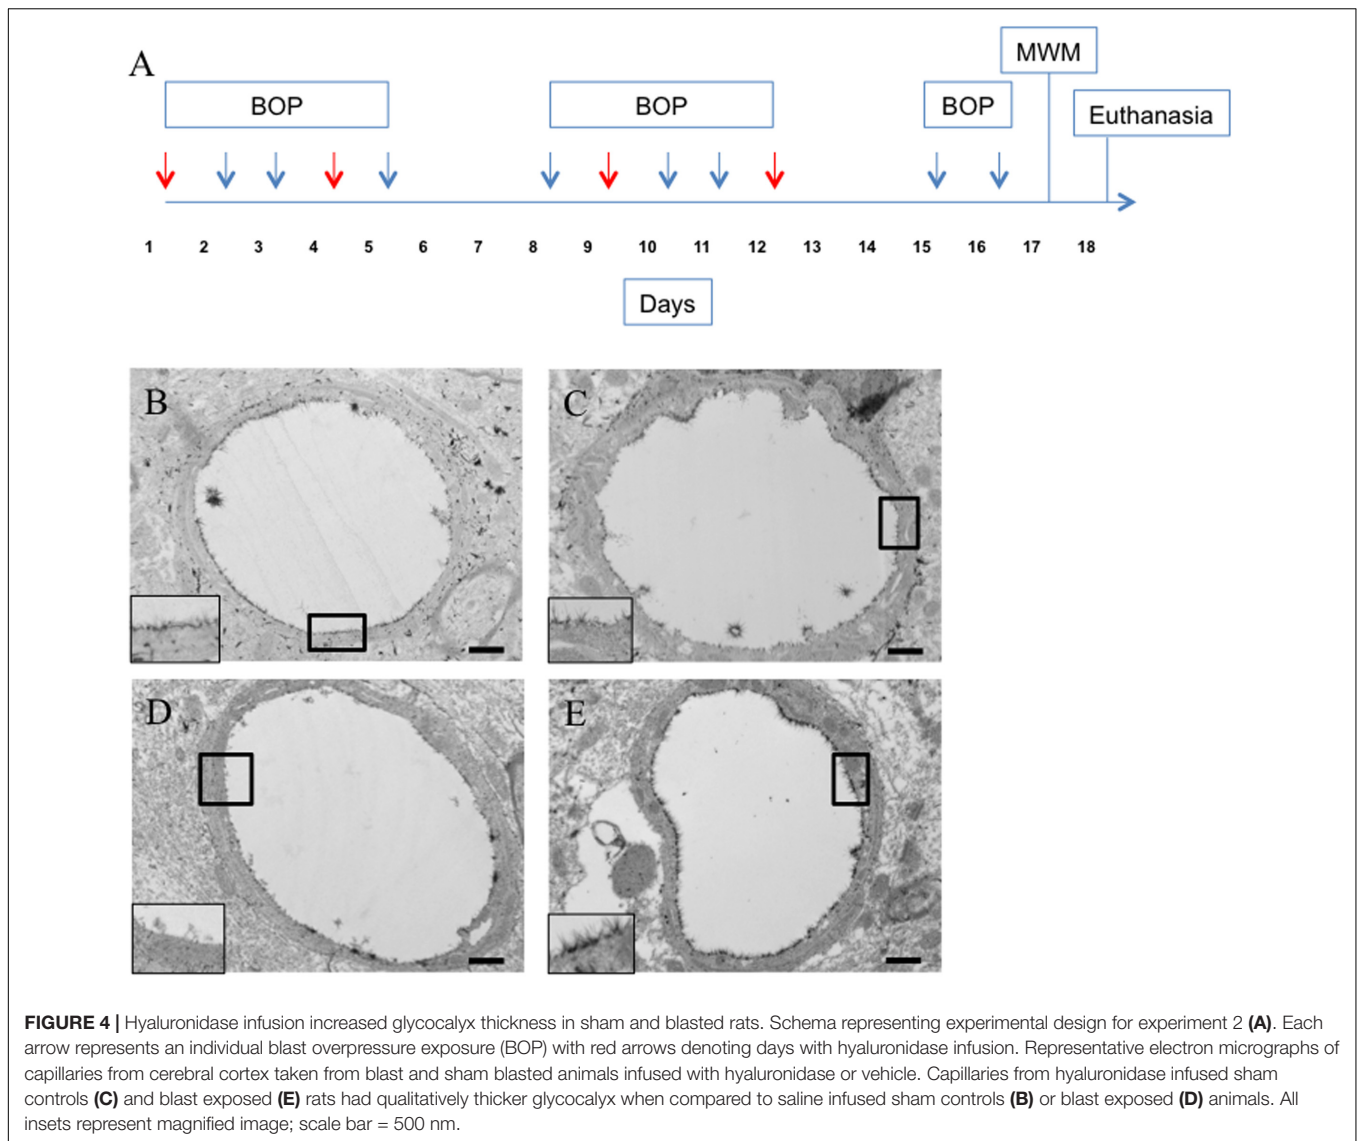 A
BOP
BOP
BOP
MWM
Euthanasia
1 2 3 4 5 6 7 8 9 10 11 12 13 14 15 16 17 18
Days
B
C
D
E
FIGURE 4 | Hyaluronidase infusion increased glycocalyx thickness in sham and blasted rats. Schema representing experimental design for experiment 2 (A). Each
arrow represents an individual blast overpressure exposure (BOP) with red arrows denoting days with hyaluronidase infusion. Representative electron micrographs of
capillaries from cerebral cortex taken from blast and sham blasted animals infused with hyaluronidase or vehicle. Capillaries from hyaluronidase infused sham
controls (C) and blast exposed (E) rats had qualitatively thicker glycocalyx when compared to saline infused sham controls (B) or blast exposed (D) animals. All
insets represent magnified image; scale bar = 500 nm.